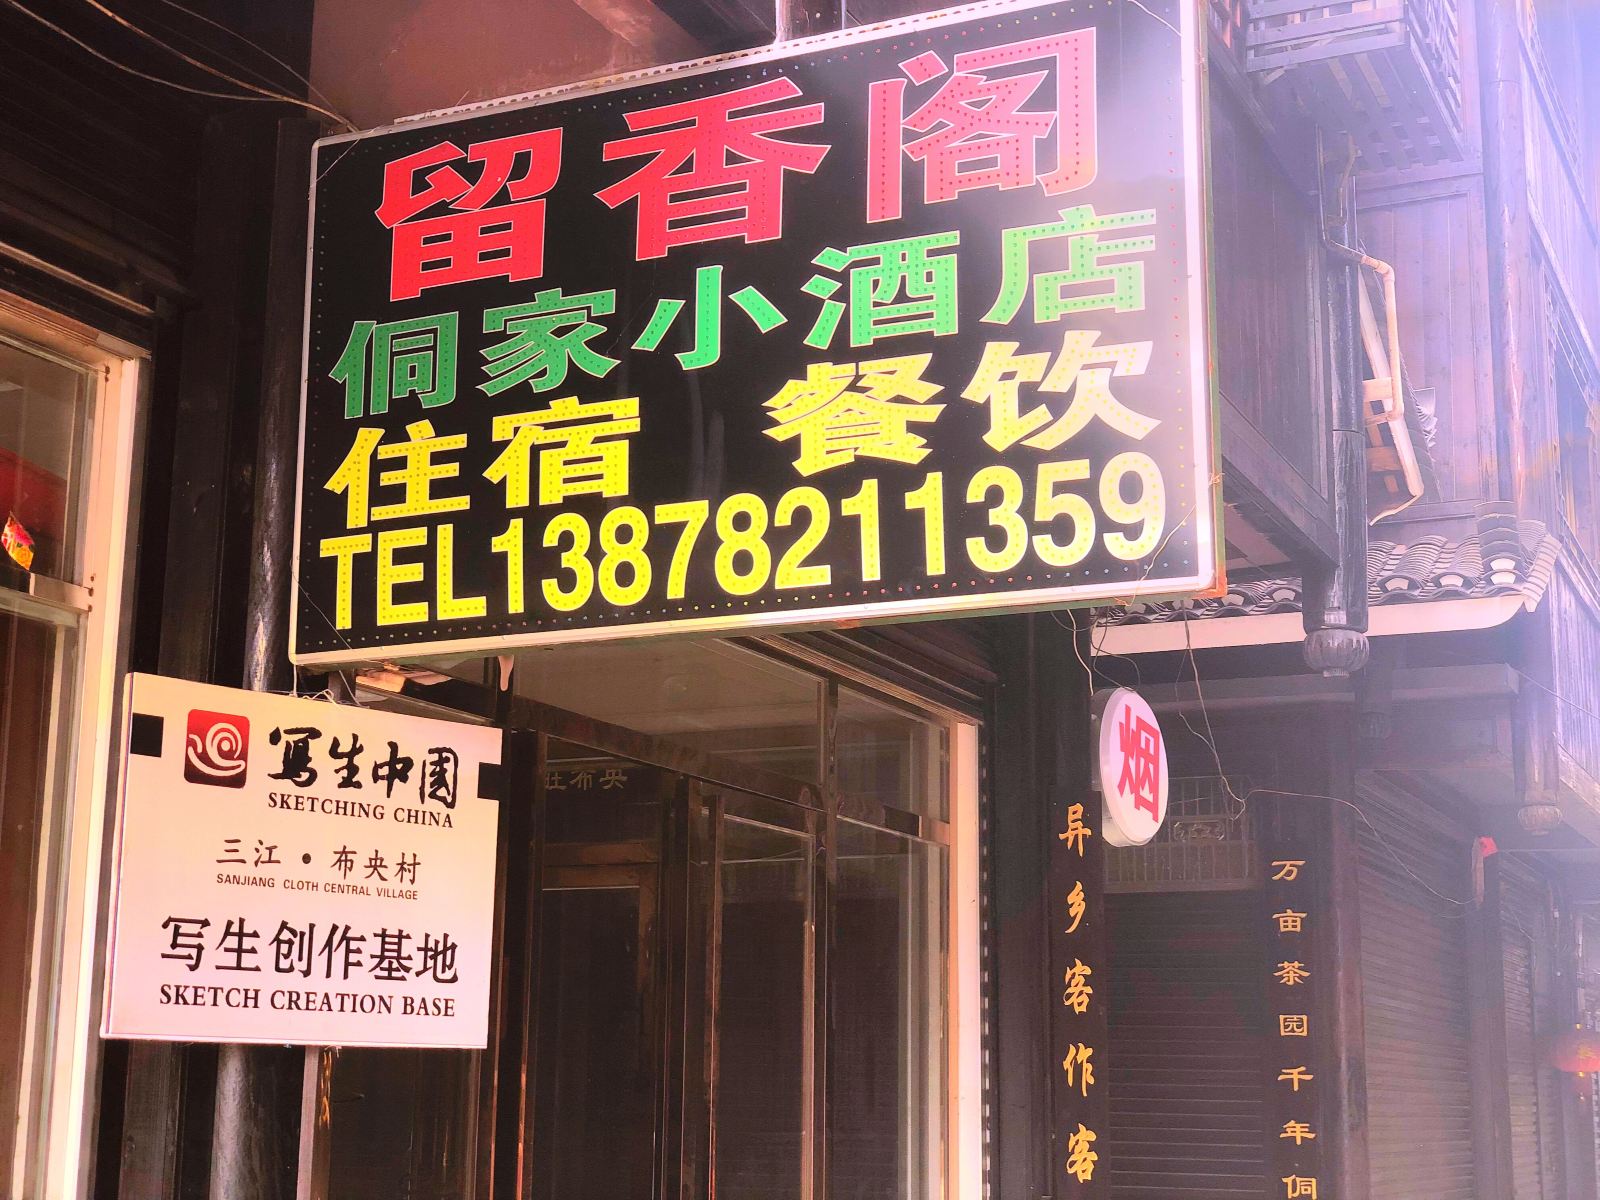 留香阁
侗家小酒店
住宿 餐饮
TEL13878211359
写生中国
SKETCHING CHINA
三江·布央村
SANJIANG CLOTH CENTRAL VILLAGE
写生创作基地
SKETCH CREATION BASE
烟
布央
异乡客作客
万亩茶园千年侗